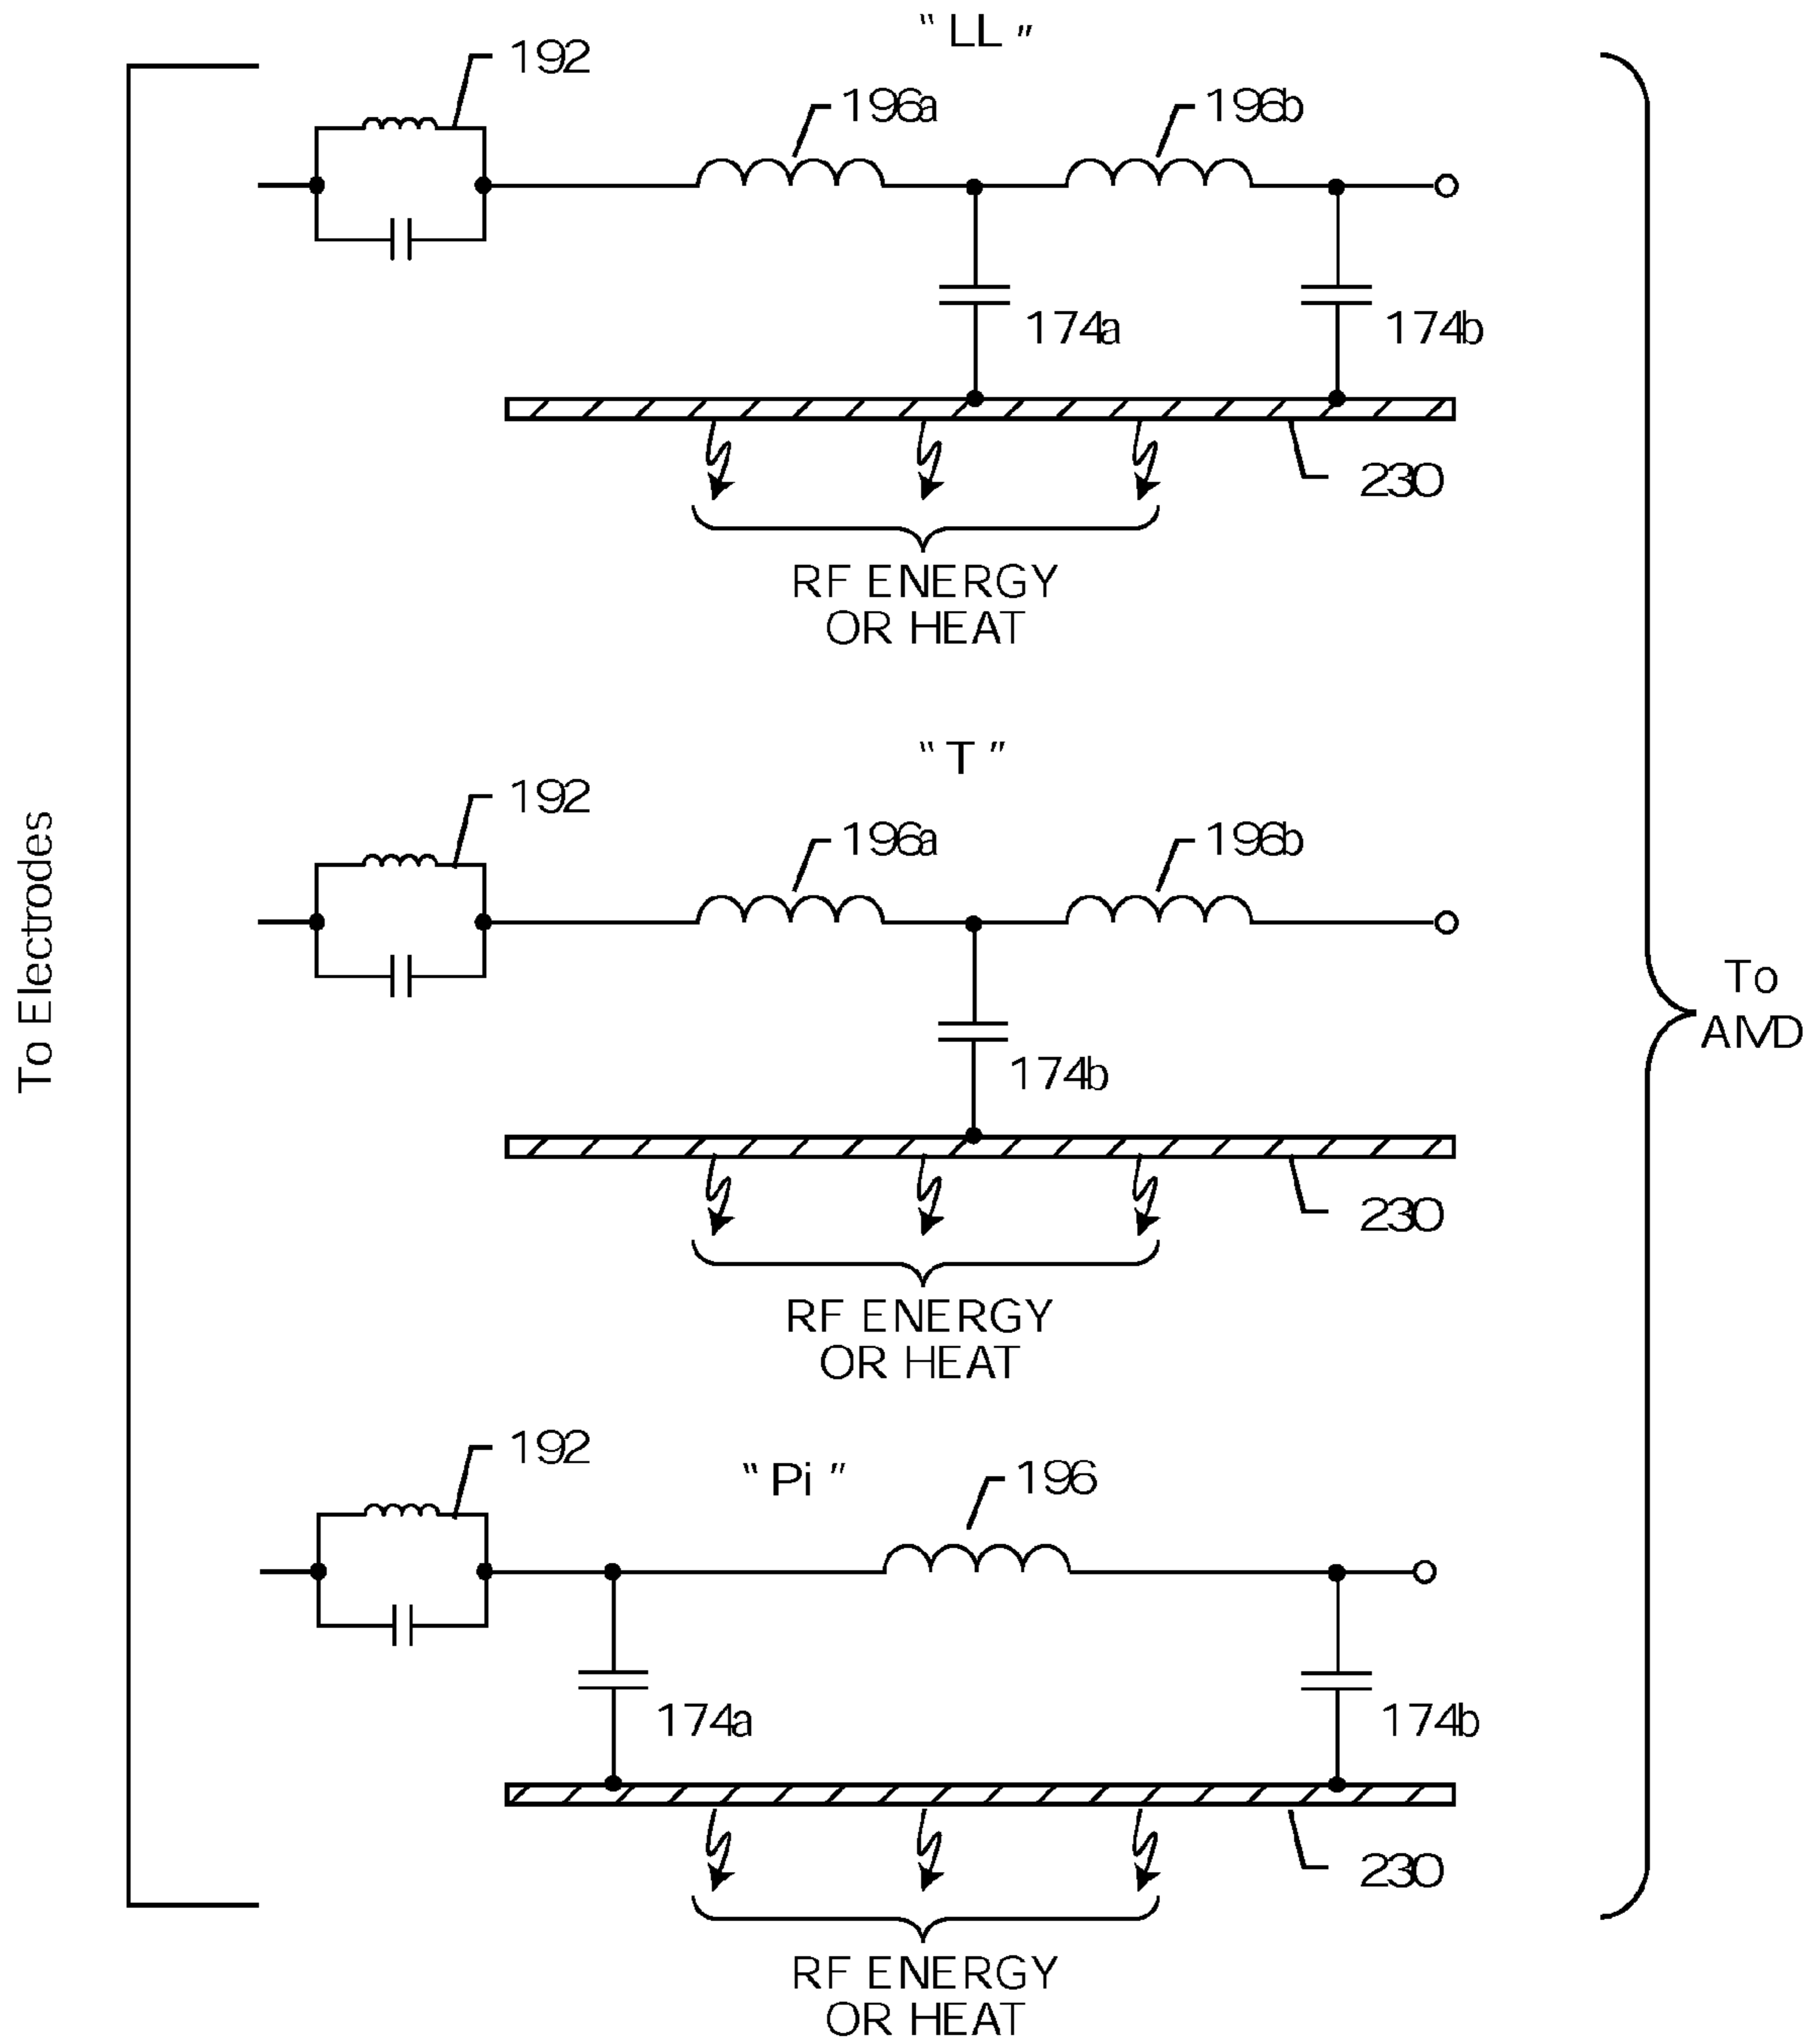 “LL”
192
196a
196b
174a
174b
230
RF ENERGY
OR HEAT
“T”
192
196a
196b
To Electrodes
To
AMD
174b
230
RF ENERGY
OR HEAT
192
“Pi”
196
174a
174b
230
RF ENERGY
OR HEAT